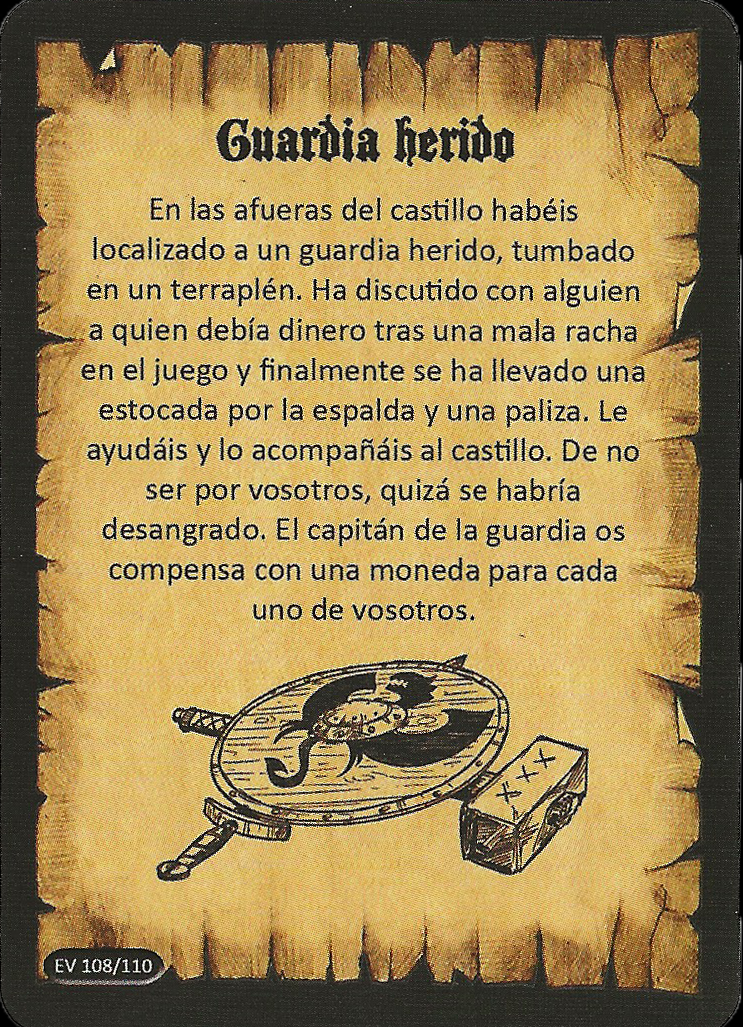 Guardia herido
En las afueras del castillo habéis
localizado a un guardia herido, tumbado
en un terraplén. Ha discutido con alguien
a quien debía dinero tras una mala racha
en el juego y finalmente se ha llevado una
estocada por la espalda y una paliza. Le
ayudáis y lo acompañáis al castillo. De no
ser por vosotros, quizá se habría
desangrado. El capitán de la guardia os
compensa con una moneda para cada
uno de vosotros.
XXX
EV 108/110